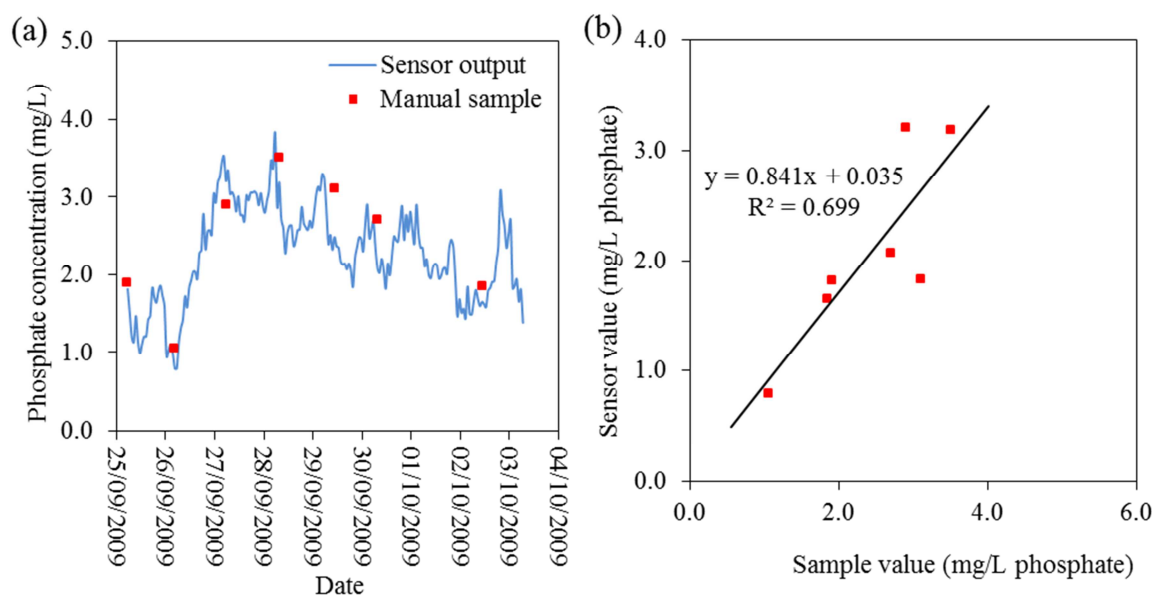 (a)
5.0
4.0
3.0
2.0
1.0
0.0
Phosphate concentration (mg/L)
Sensor output
Manual sample
25/09/2009
26/09/2009
27/09/2009
28/09/2009
29/09/2009
30/09/2009
01/10/2009
02/10/2009
03/10/2009
04/10/2009
Date
(b)
4.0
3.0
2.0
1.0
0.0
Sensor value (mg/L phosphate)
y = 0.841x + 0.035
R² = 0.699
0.0
2.0
4.0
6.0
Sample value (mg/L phosphate)